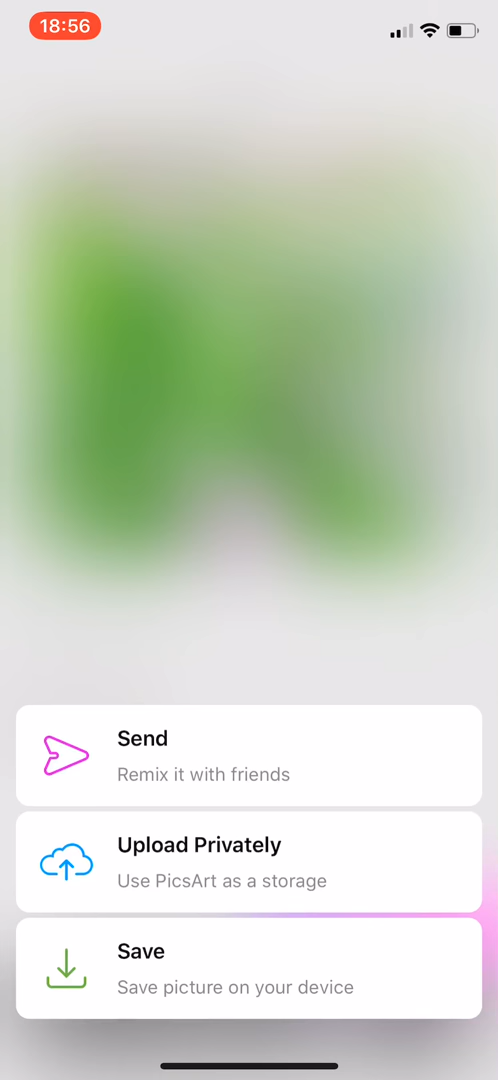 18:56
Send
Remix it with friends
Upload Privately
Use PicsArt as a storage
Save
Save picture on your device